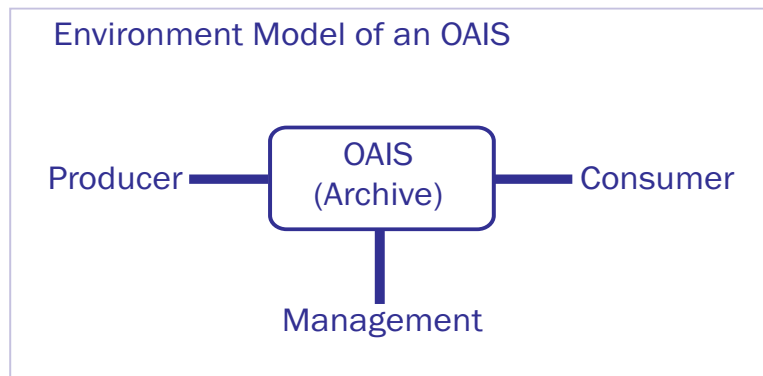 Environment Model of an OAIS
OAIS
(Archive)
Producer
Consumer
Management